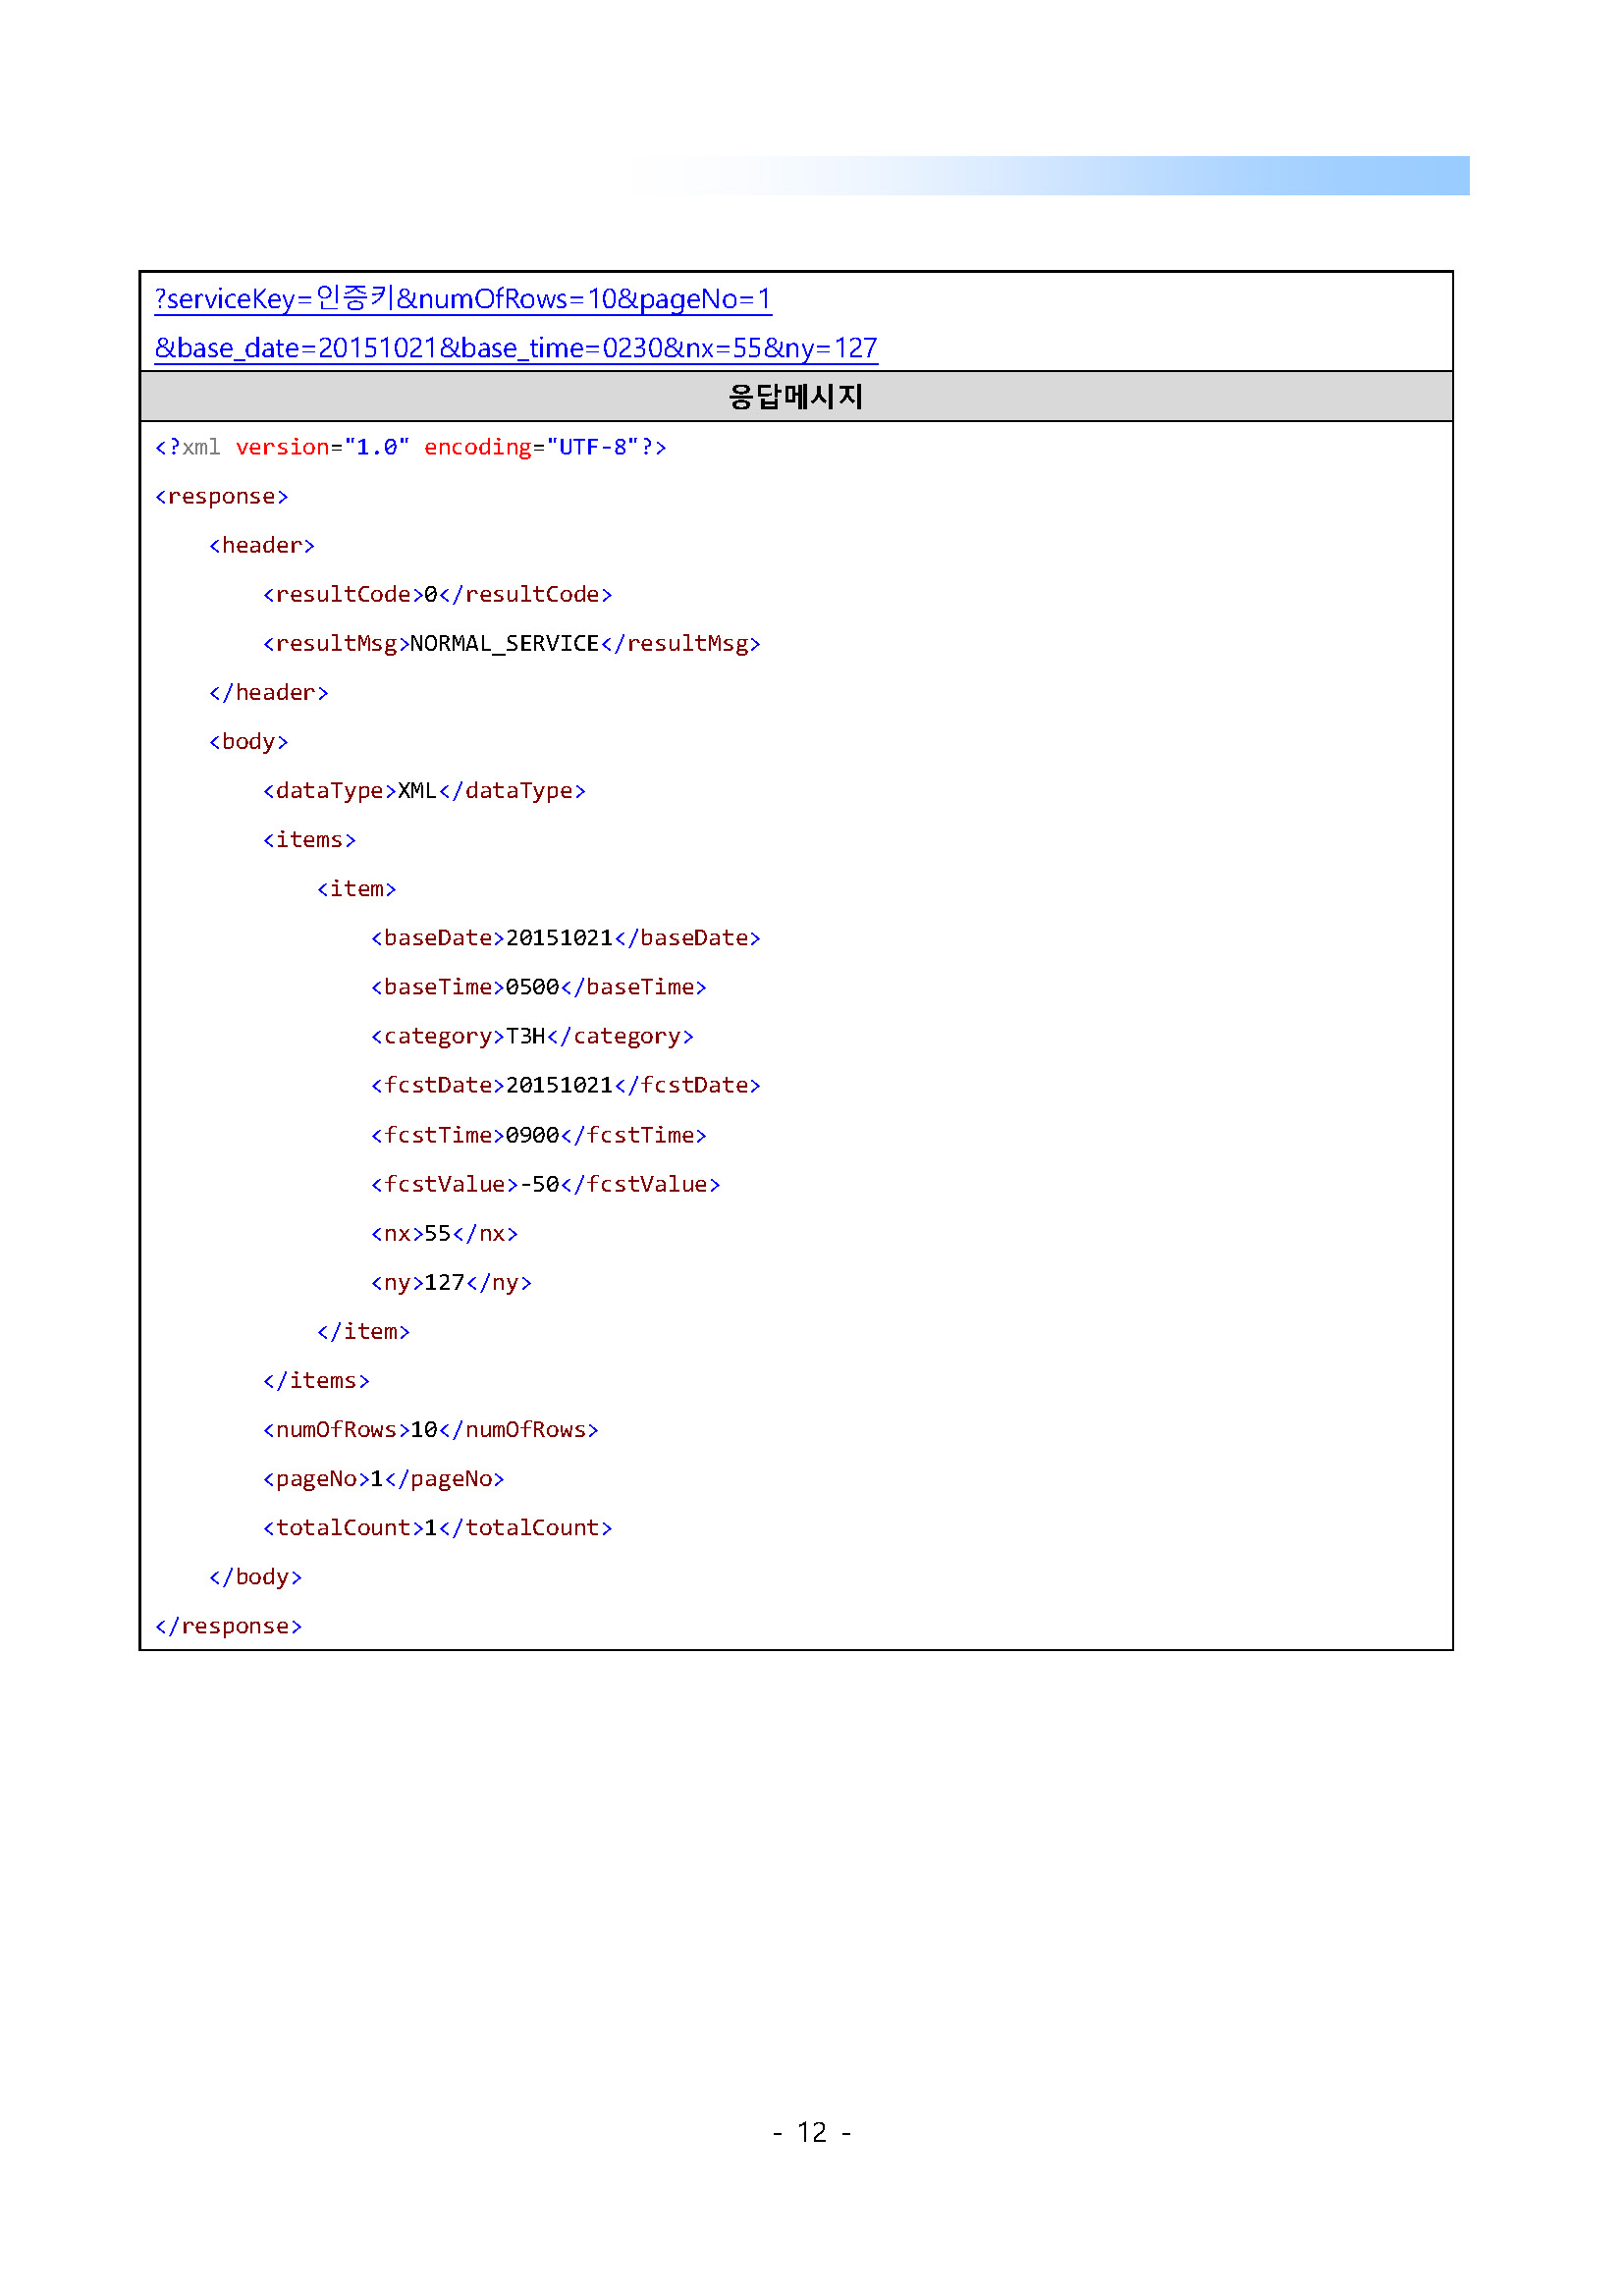 ?serviceKey=인증키&numOfRows=10&pageNo=1
&base_date=20151021&base_time=0230&nx=55&ny=127
응답메시지
<?xml version="1.0" encoding="UTF-8"?>
<response>
    <header>
        <resultCode>0</resultCode>
        <resultMsg>NORMAL_SERVICE</resultMsg>
    </header>
    <body>
        <dataType>XML</dataType>
        <items>
            <item>
                <baseDate>20151021</baseDate>
                <baseTime>0500</baseTime>
                <category>T3H</category>
                <fcstDate>20151021</fcstDate>
                <fcstTime>0900</fcstTime>
                <fcstValue>-50</fcstValue>
                <nx>55</nx>
                <ny>127</ny>
            </item>
        </items>
        <numOfRows>10</numOfRows>
        <pageNo>1</pageNo>
        <totalCount>1</totalCount>
    </body>
</response>
- 12 -